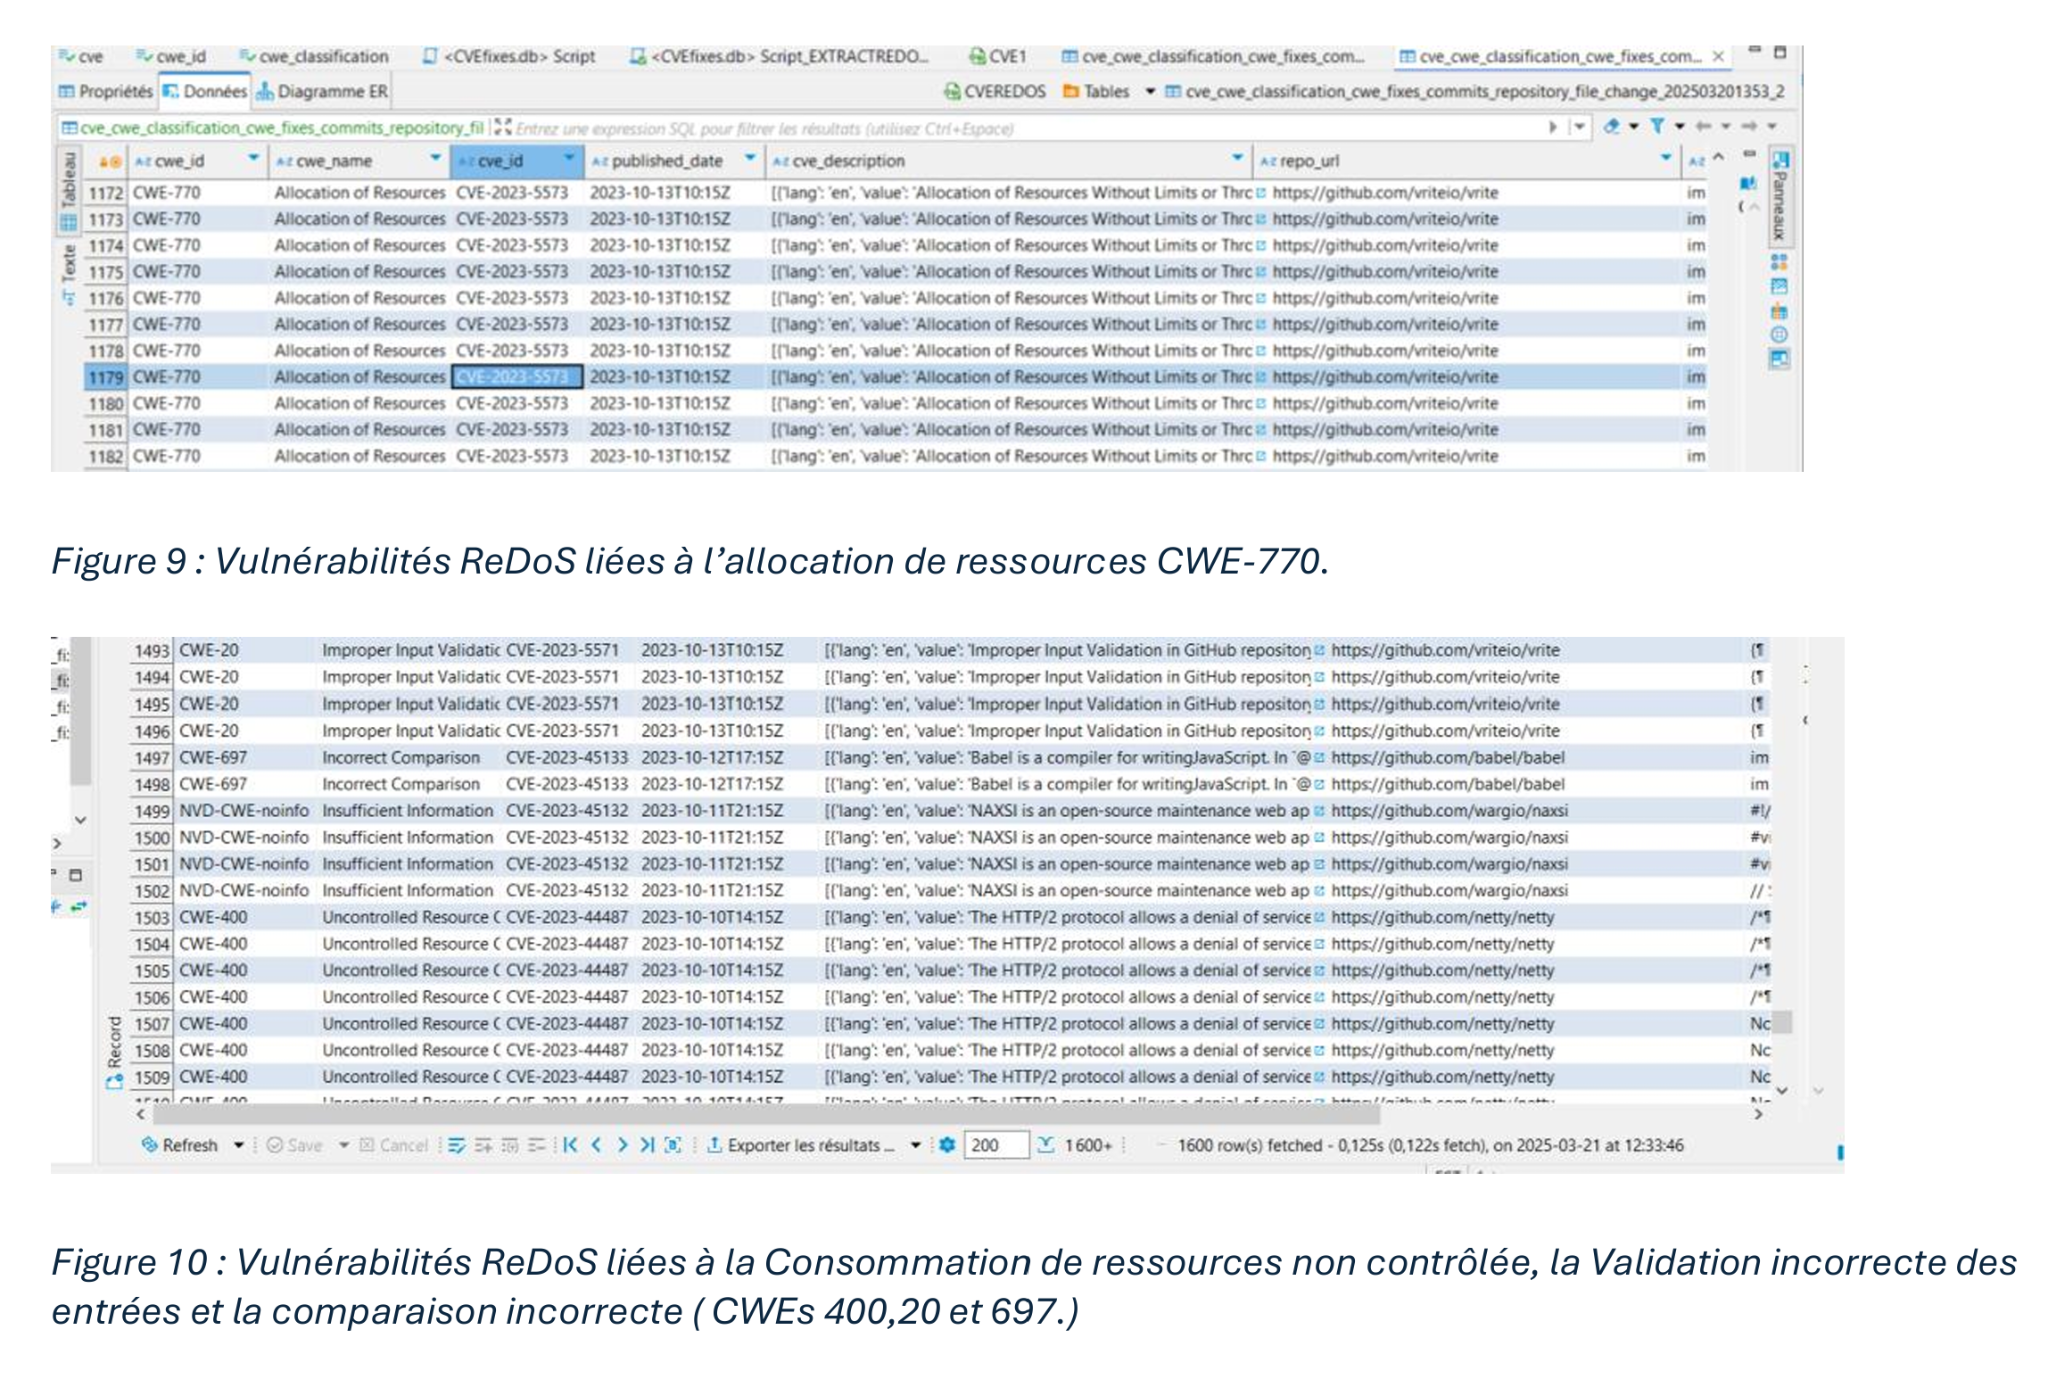 cve cwe_id cwe_classification <CVEfixes.db> Script <CVEfixes.db> Script_EXTRACTREDO... CVE1 cve_cwe_classification_cwe_fixes_com... cve_cwe_classification_cwe_fixes_com...
Propriétés Données Diagramme ER CVEREDOS Tables cve_cwe_classification_cwe_fixes_commits_repository_file_change_202503201353_2
cve_cwe_classification_cwe_fixes_commits_repository_fil Entrez une expression SQL pour filtrer les résultats (utilisez Ctrl+Espace)
Tableau
Texte
Panneaux
A-Z cwe_id A-Z cwe_name A-Z cve_id A-Z published_date A-Z cve_description A-Z repo_url A-Z
1172 CWE-770 Allocation of Resources CVE-2023-5573 2023-10-13T10:15Z [{'lang': 'en', 'value': 'Allocation of Resources Without Limits or Thrc https://github.com/vriteio/vrite im
1173 CWE-770 Allocation of Resources CVE-2023-5573 2023-10-13T10:15Z [{'lang': 'en', 'value': 'Allocation of Resources Without Limits or Thrc https://github.com/vriteio/vrite im
1174 CWE-770 Allocation of Resources CVE-2023-5573 2023-10-13T10:15Z [{'lang': 'en', 'value': 'Allocation of Resources Without Limits or Thrc https://github.com/vriteio/vrite im
1175 CWE-770 Allocation of Resources CVE-2023-5573 2023-10-13T10:15Z [{'lang': 'en', 'value': 'Allocation of Resources Without Limits or Thrc https://github.com/vriteio/vrite im
1176 CWE-770 Allocation of Resources CVE-2023-5573 2023-10-13T10:15Z [{'lang': 'en', 'value': 'Allocation of Resources Without Limits or Thrc https://github.com/vriteio/vrite im
1177 CWE-770 Allocation of Resources CVE-2023-5573 2023-10-13T10:15Z [{'lang': 'en', 'value': 'Allocation of Resources Without Limits or Thrc https://github.com/vriteio/vrite im
1178 CWE-770 Allocation of Resources CVE-2023-5573 2023-10-13T10:15Z [{'lang': 'en', 'value': 'Allocation of Resources Without Limits or Thrc https://github.com/vriteio/vrite im
1179 CWE-770 Allocation of Resources CVE-2023-5573 2023-10-13T10:15Z [{'lang': 'en', 'value': 'Allocation of Resources Without Limits or Thrc https://github.com/vriteio/vrite im
1180 CWE-770 Allocation of Resources CVE-2023-5573 2023-10-13T10:15Z [{'lang': 'en', 'value': 'Allocation of Resources Without Limits or Thrc https://github.com/vriteio/vrite im
1181 CWE-770 Allocation of Resources CVE-2023-5573 2023-10-13T10:15Z [{'lang': 'en', 'value': 'Allocation of Resources Without Limits or Thrc https://github.com/vriteio/vrite im
1182 CWE-770 Allocation of Resources CVE-2023-5573 2023-10-13T10:15Z [{'lang': 'en', 'value': 'Allocation of Resources Without Limits or Thrc https://github.com/vriteio/vrite im
Figure 9 : Vulnérabilités ReDoS liées à l’allocation de ressources CWE-770.
_fi: 1493 CWE-20 Improper Input Validatic CVE-2023-5571 2023-10-13T10:15Z [{'lang': 'en', 'value': 'Improper Input Validation in GitHub repository https://github.com/vriteio/vrite {¶
_fi: 1494 CWE-20 Improper Input Validatic CVE-2023-5571 2023-10-13T10:15Z [{'lang': 'en', 'value': 'Improper Input Validation in GitHub repository https://github.com/vriteio/vrite {¶
_fi: 1495 CWE-20 Improper Input Validatic CVE-2023-5571 2023-10-13T10:15Z [{'lang': 'en', 'value': 'Improper Input Validation in GitHub repository https://github.com/vriteio/vrite {¶
_fi: 1496 CWE-20 Improper Input Validatic CVE-2023-5571 2023-10-13T10:15Z [{'lang': 'en', 'value': 'Improper Input Validation in GitHub repository https://github.com/vriteio/vrite {¶
1497 CWE-697 Incorrect Comparison CVE-2023-45133 2023-10-12T17:15Z [{'lang': 'en', 'value': 'Babel is a compiler for writingJavaScript. In `@ https://github.com/babel/babel im
1498 CWE-697 Incorrect Comparison CVE-2023-45133 2023-10-12T17:15Z [{'lang': 'en', 'value': 'Babel is a compiler for writingJavaScript. In `@ https://github.com/babel/babel im
1499 NVD-CWE-noinfo Insufficient Information CVE-2023-45132 2023-10-11T21:15Z [{'lang': 'en', 'value': 'NAXSI is an open-source maintenance web ap https://github.com/wargio/naxsi #!/
1500 NVD-CWE-noinfo Insufficient Information CVE-2023-45132 2023-10-11T21:15Z [{'lang': 'en', 'value': 'NAXSI is an open-source maintenance web ap https://github.com/wargio/naxsi #v
1501 NVD-CWE-noinfo Insufficient Information CVE-2023-45132 2023-10-11T21:15Z [{'lang': 'en', 'value': 'NAXSI is an open-source maintenance web ap https://github.com/wargio/naxsi #v
1502 NVD-CWE-noinfo Insufficient Information CVE-2023-45132 2023-10-11T21:15Z [{'lang': 'en', 'value': 'NAXSI is an open-source maintenance web ap https://github.com/wargio/naxsi //
1503 CWE-400 Uncontrolled Resource C CVE-2023-44487 2023-10-10T14:15Z [{'lang': 'en', 'value': 'The HTTP/2 protocol allows a denial of service https://github.com/netty/netty /*¶
1504 CWE-400 Uncontrolled Resource C CVE-2023-44487 2023-10-10T14:15Z [{'lang': 'en', 'value': 'The HTTP/2 protocol allows a denial of service https://github.com/netty/netty /*¶
1505 CWE-400 Uncontrolled Resource C CVE-2023-44487 2023-10-10T14:15Z [{'lang': 'en', 'value': 'The HTTP/2 protocol allows a denial of service https://github.com/netty/netty /*¶
1506 CWE-400 Uncontrolled Resource C CVE-2023-44487 2023-10-10T14:15Z [{'lang': 'en', 'value': 'The HTTP/2 protocol allows a denial of service https://github.com/netty/netty /*¶
1507 CWE-400 Uncontrolled Resource C CVE-2023-44487 2023-10-10T14:15Z [{'lang': 'en', 'value': 'The HTTP/2 protocol allows a denial of service https://github.com/netty/netty Nc
1508 CWE-400 Uncontrolled Resource C CVE-2023-44487 2023-10-10T14:15Z [{'lang': 'en', 'value': 'The HTTP/2 protocol allows a denial of service https://github.com/netty/netty Nc
1509 CWE-400 Uncontrolled Resource C CVE-2023-44487 2023-10-10T14:15Z [{'lang': 'en', 'value': 'The HTTP/2 protocol allows a denial of service https://github.com/netty/netty Nc
Record
Refresh Save Cancel Exporter les résultats ... 200 1600+ 1600 row(s) fetched - 0,125s (0,122s fetch), on 2025-03-21 at 12:33:46
Figure 10 : Vulnérabilités ReDoS liées à la Consommation de ressources non contrôlée, la Validation incorrecte des
entrées et la comparaison incorrecte ( CWEs 400,20 et 697.)